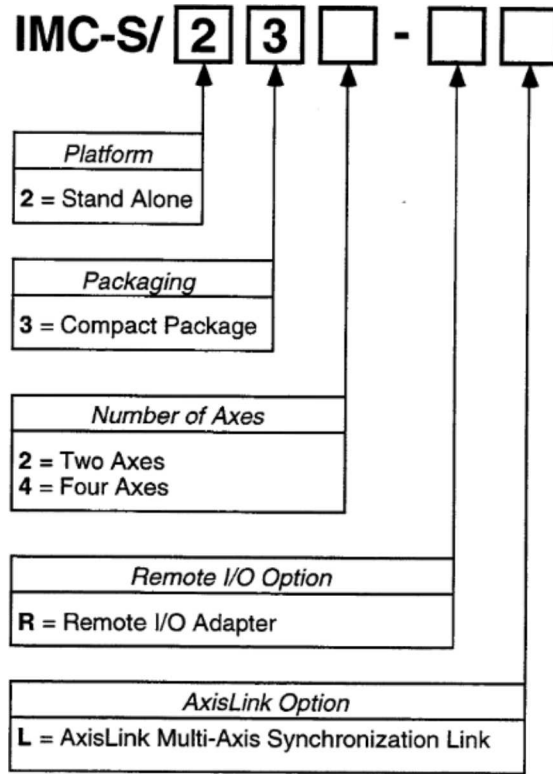 IMC-S/ 2 3 -
Platform
2 = Stand Alone
Packaging
3 = Compact Package
Number of Axes
2 = Two Axes
4 = Four Axes
Remote I/O Option
R = Remote I/O Adapter
AxisLink Option
L = AxisLink Multi-Axis Synchronization Link